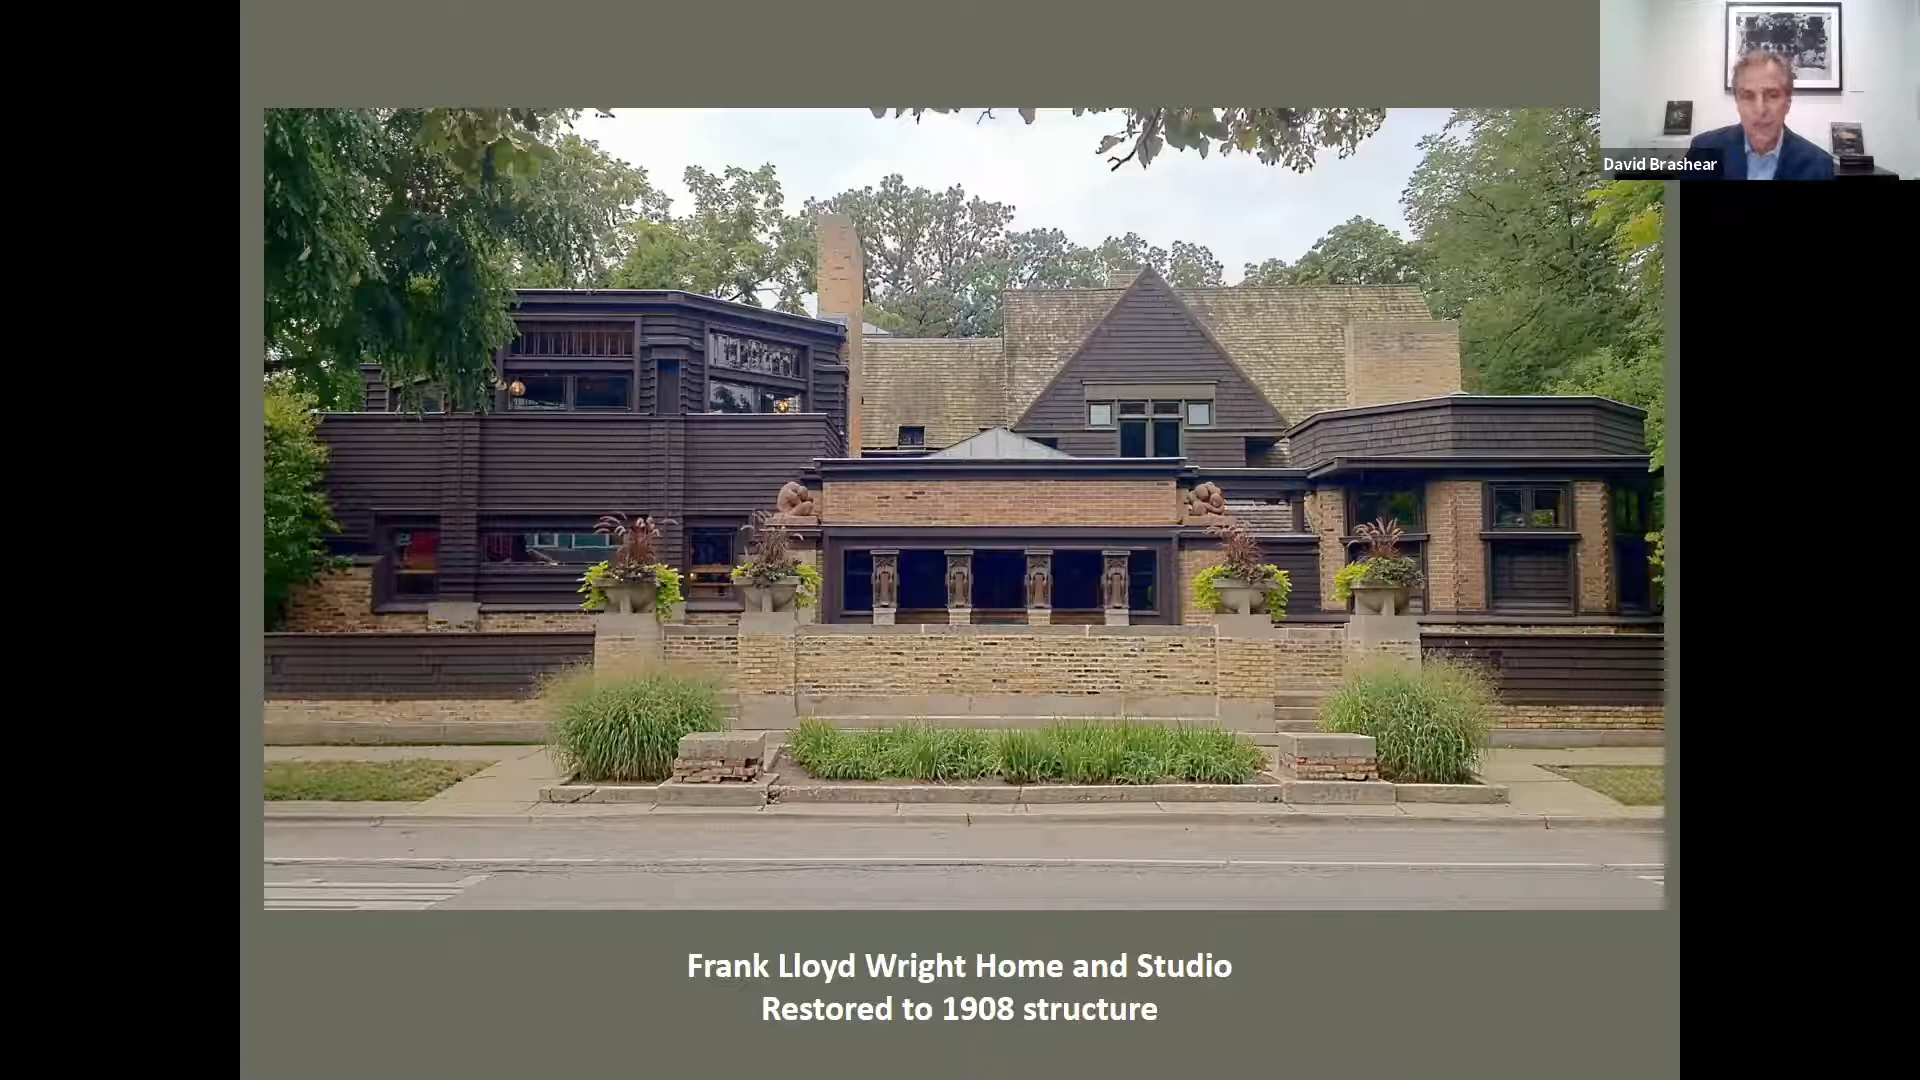 David Brashear
Frank Lloyd Wright Home and Studio
Restored to 1908 structure